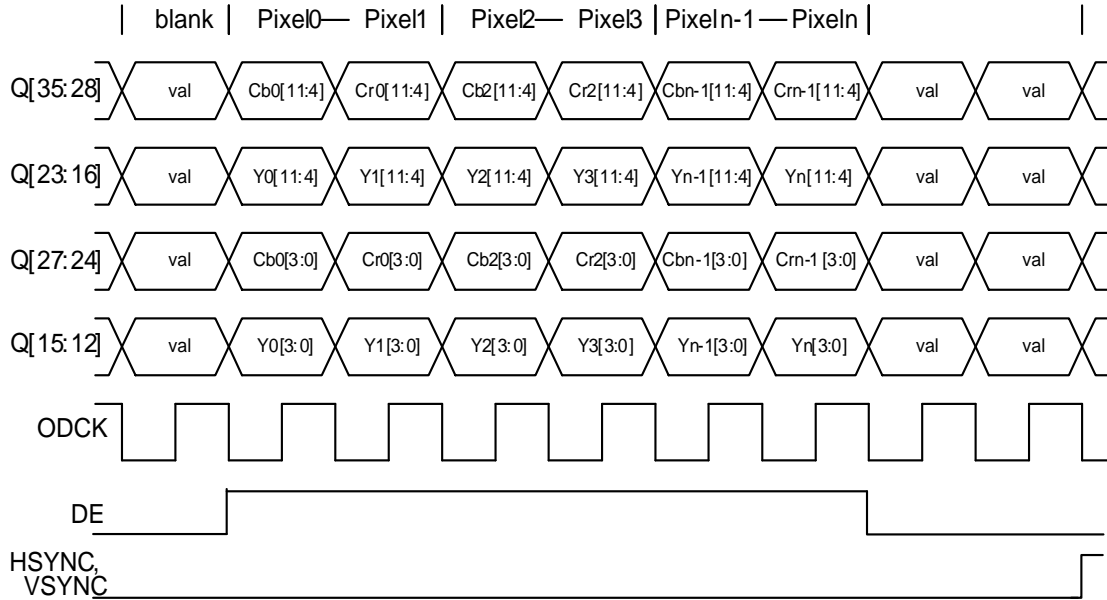 blank Pixel0— Pixel1 Pixel2— Pixel3 Pixeln-1 — Pixeln
Q[35:28] val Cb0[11:4] Cr0[11:4] Cb2[11:4] Cr2[11:4] Cbn-1[11:4] Crn-1[11:4] val val
Q[23:16] val Y0[11:4] Y1[11:4] Y2[11:4] Y3[11:4] Yn-1[11:4] Yn[11:4] val val
Q[27:24] val Cb0[3:0] Cr0[3:0] Cb2[3:0] Cr2[3:0] Cbn-1[3:0] Crn-1 [3:0] val val
Q[15:12] val Y0[3:0] Y1[3:0] Y2[3:0] Y3[3:0] Yn-1[3:0] Yn[3:0] val val
ODCK
DE
HSYNC,
VSYNC